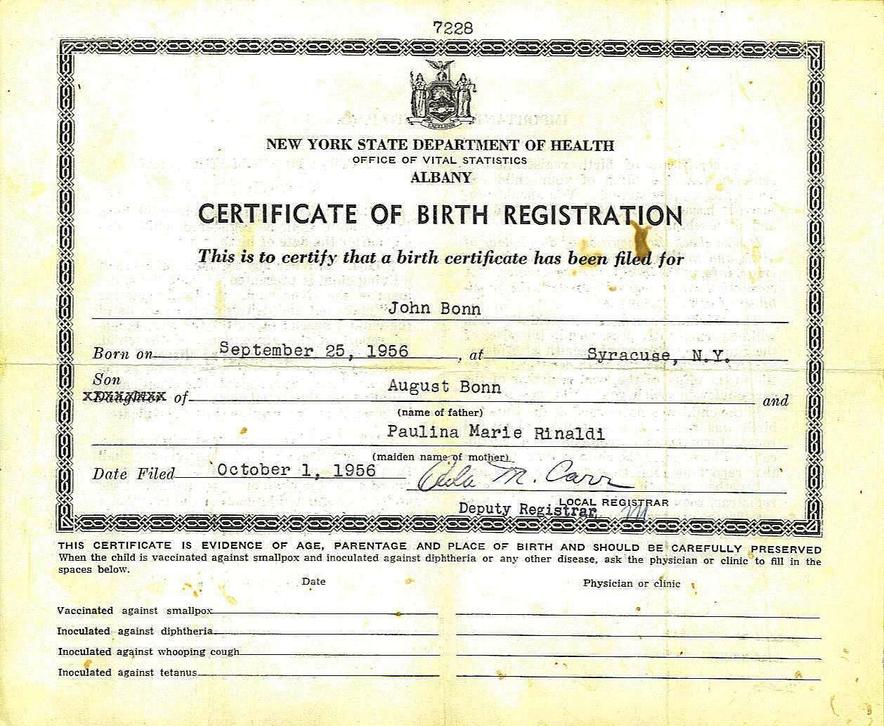 7228
NEW YORK STATE DEPARTMENT OF HEALTH
OFFICE OF VITAL STATISTICS
ALBANY
CERTIFICATE OF BIRTH REGISTRATION
This is to certify that a birth certificate has been filed for
John Bonn
Born on September 25, 1956, at Syracuse, N.Y.
Son
Daughter of August Bonn and
(name of father)
Paulina Marie Rinaldi
(maiden name of mother)
Date Filed October 1, 1956 M. Carr
LOCAL REGISTRAR
Deputy Registrar
THIS CERTIFICATE IS EVIDENCE OF AGE, PARENTAGE AND PLACE OF BIRTH AND SHOULD BE CAREFULLY PRESERVED
When the child is vaccinated against smallpox and inoculated against diphtheria or any other disease, ask the physician or clinic to fill in the
spaces below.
Date Physician or clinic
Vaccinated against smallpox
Inoculated against diphtheria
Inoculated against whooping cough
Inoculated against tetanus